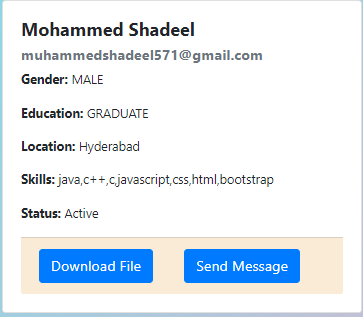 Mohammed Shadeel
muhammedshadeel571@gmail.com
Gender: MALE
Education: GRADUATE
Location: Hyderabad
Skills: java,c++,c,javascript,css,html,bootstrap
Status: Active
Download File Send Message